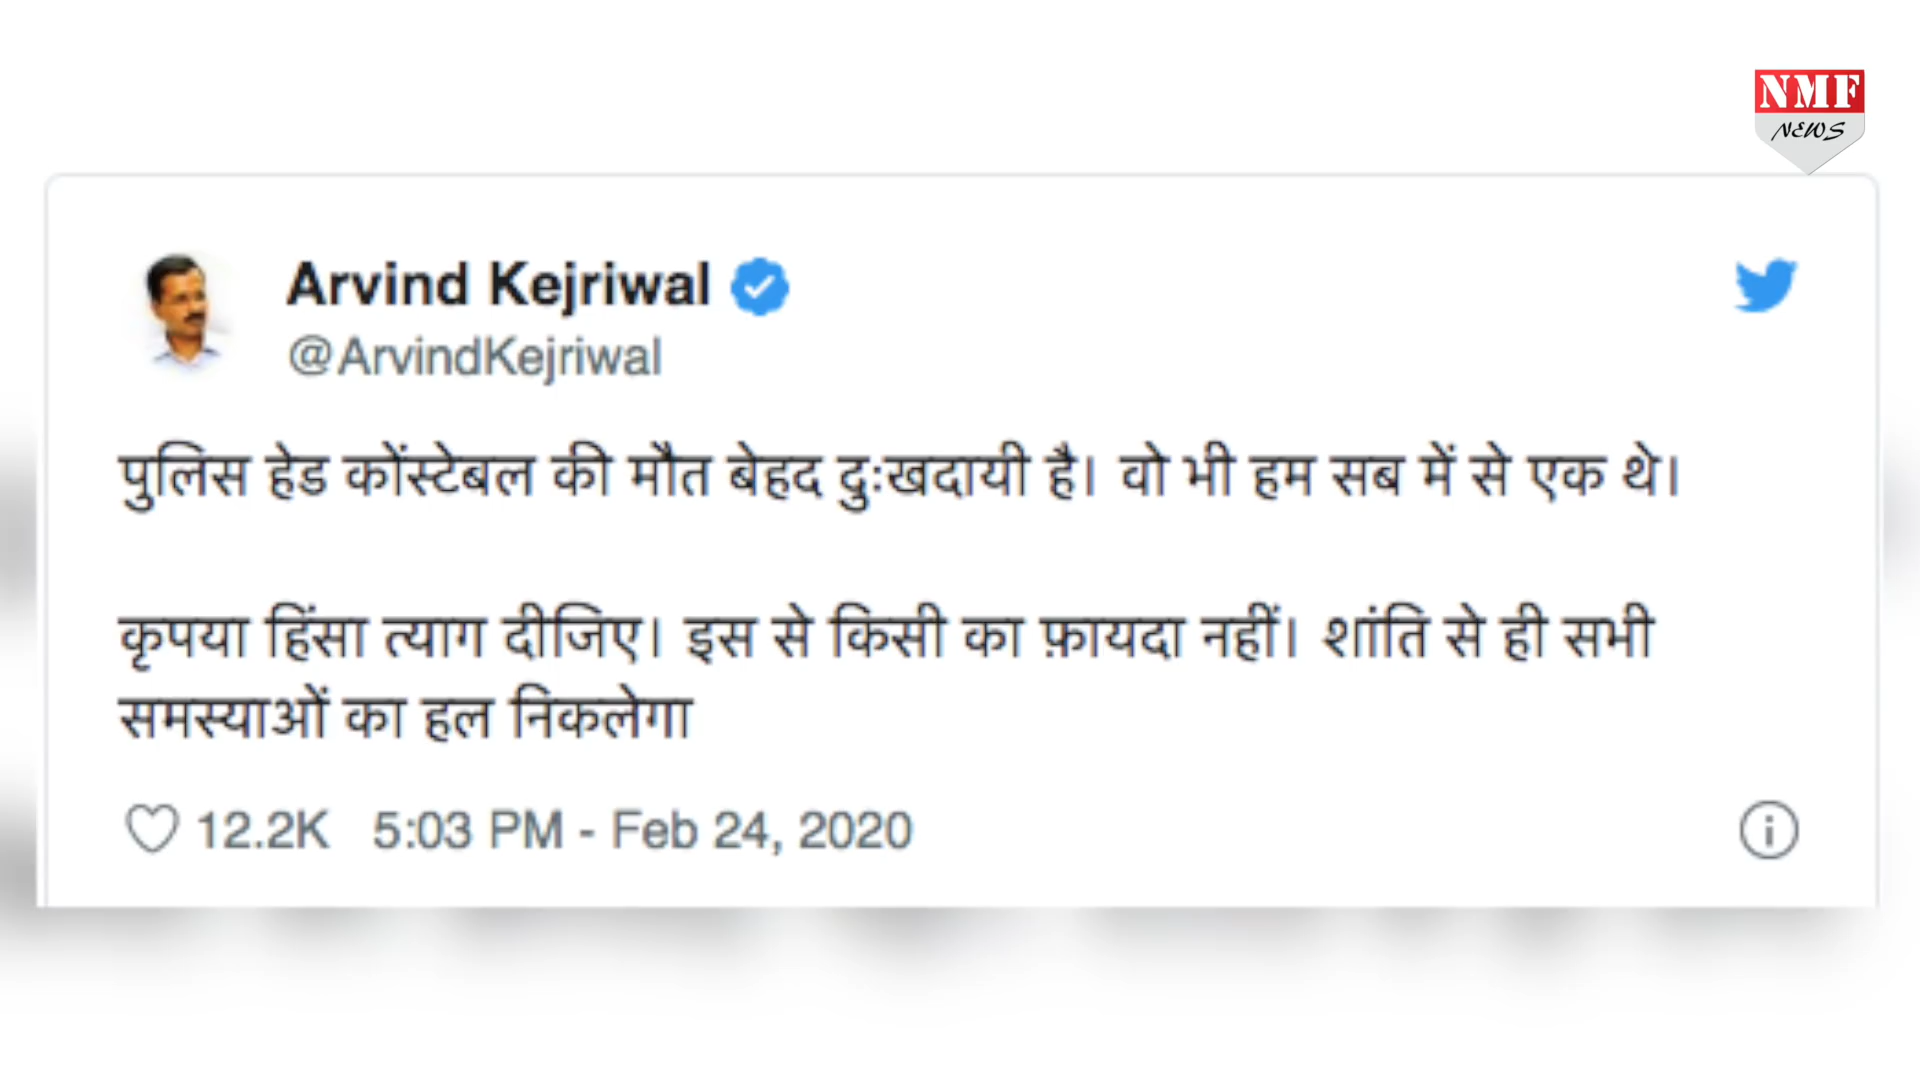 NMF
NEWS
Arvind Kejriwal
@ArvindKejriwal
पुलिस हेड कोंस्टेबल की मौत बेहद दुःखदायी है। वो भी हम सब में से एक थे।
कृपया हिंसा त्याग दीजिए। इस से किसी का फ़ायदा नहीं। शांति से ही सभी
समस्याओं का हल निकलेगा
12.2K 5:03 PM - Feb 24, 2020